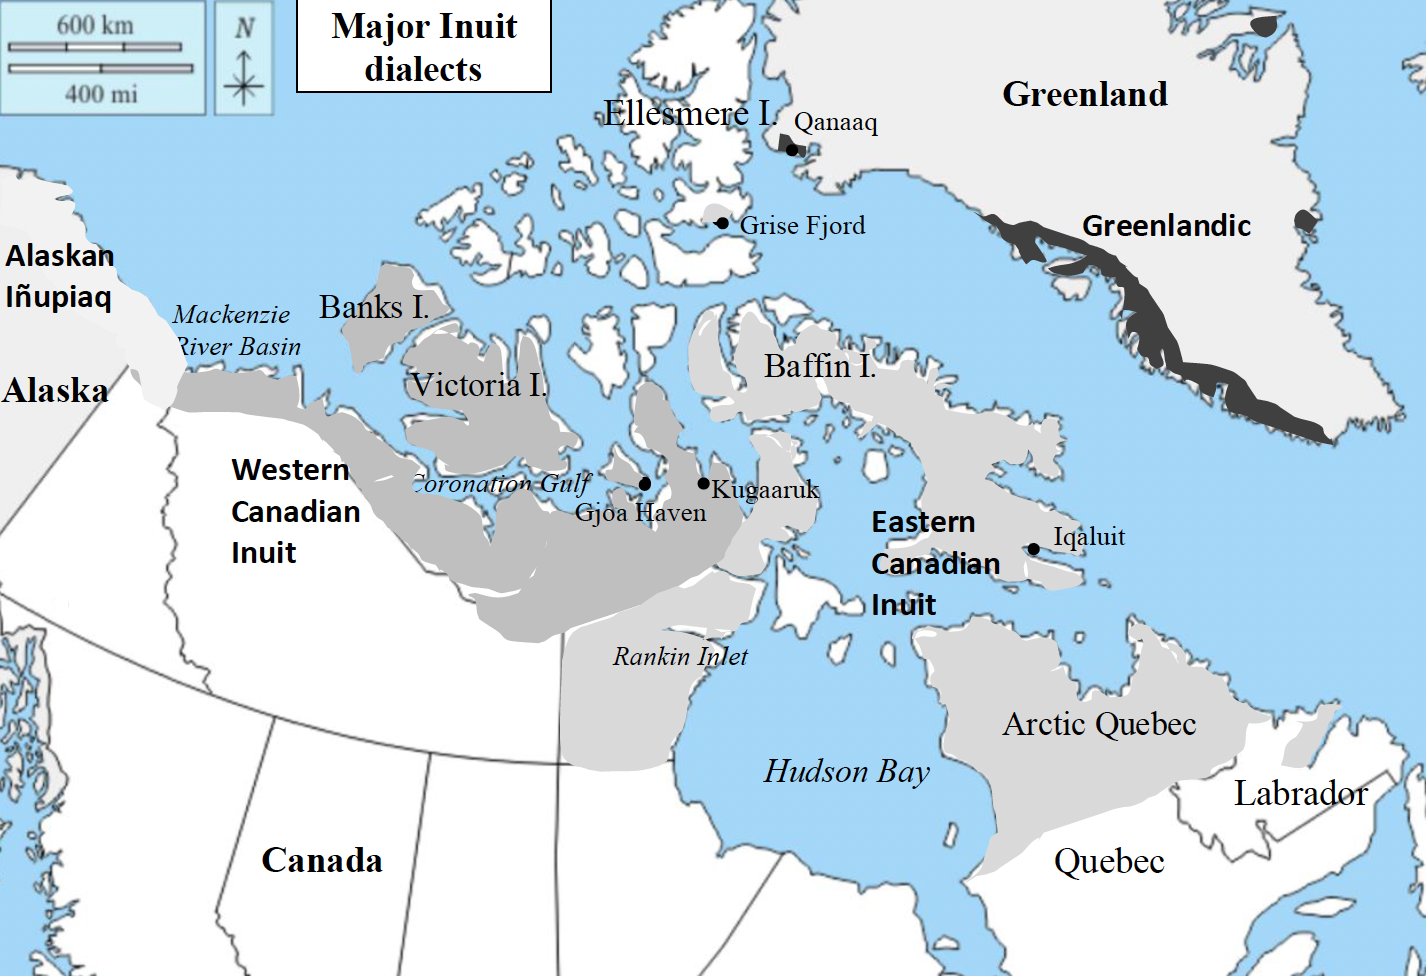 600 km
400 mi
N
Major Inuit
dialects
Ellesmere I.
Qanaaq
Greenland
Grise Fjord
Greenlandic
Alaskan
Iñupiaq
Mackenzie
River Basin
Banks I.
Alaska
Victoria I.
Baffin I.
Western
Canadian
Inuit
Coronation Gulf
Gjoa Haven
Kugaaruk
Eastern
Canadian
Inuit
Iqaluit
Rankin Inlet
Arctic Quebec
Hudson Bay
Labrador
Canada
Quebec